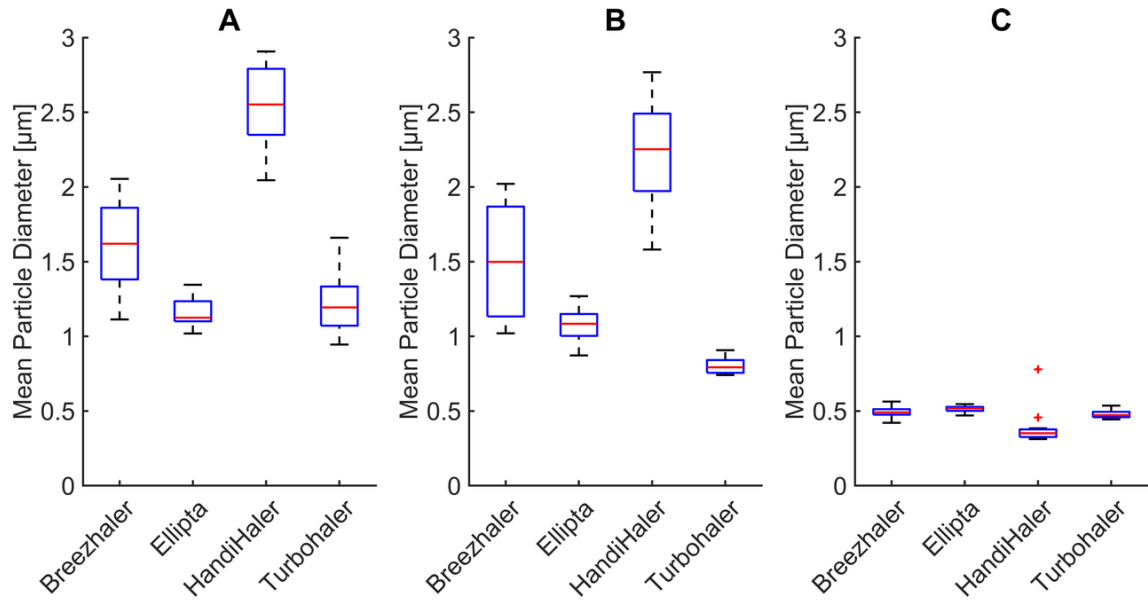 A
Mean Particle Diameter [µm]
3
2.5
2
1.5
1
0.5
0
Breezhaler
Ellipta
HandiHaler
Turbohaler
B
Mean Particle Diameter [µm]
3
2.5
2
1.5
1
0.5
0
Breezhaler
Ellipta
HandiHaler
Turbohaler
C
Mean Particle Diameter [µm]
3
2.5
2
1.5
1
0.5
0
Breezhaler
Ellipta
HandiHaler
Turbohaler